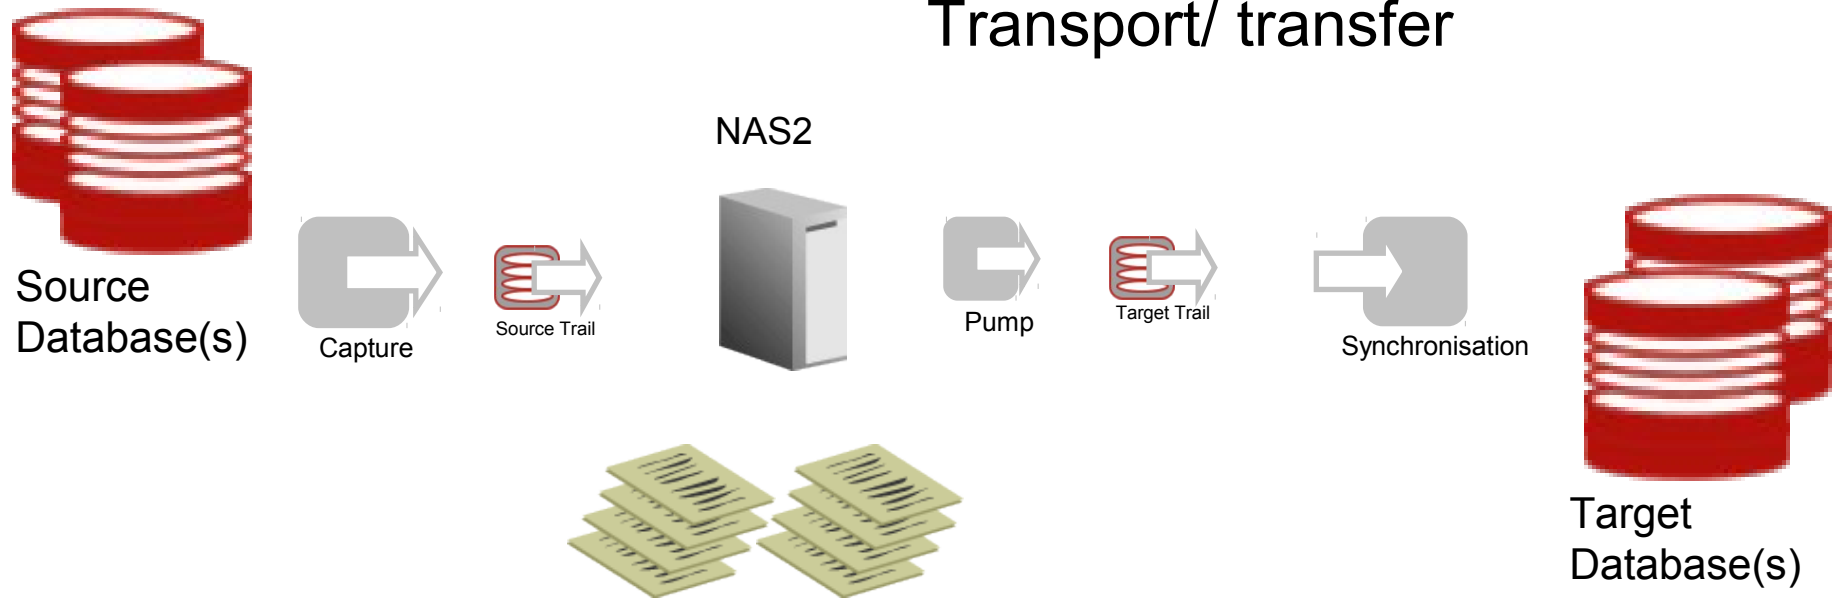 Transport/ transfer
NAS2
Source
Database(s)
Capture
Source Trail
Pump
Target Trail
Synchronisation
Target
Database(s)